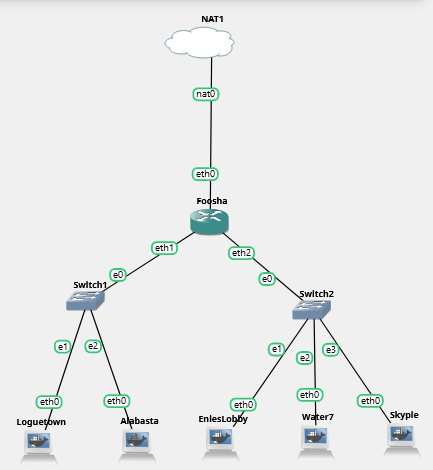 NAT1
nat0
eth0
Foosha
eth1
eth2
e0
e0
Switch1
Switch2
e1
e2
e1
e2
e3
eth0
eth0
eth0
eth0
eth0
Loguetown
Alabasta
EnlesLobby
Water7
Skyple